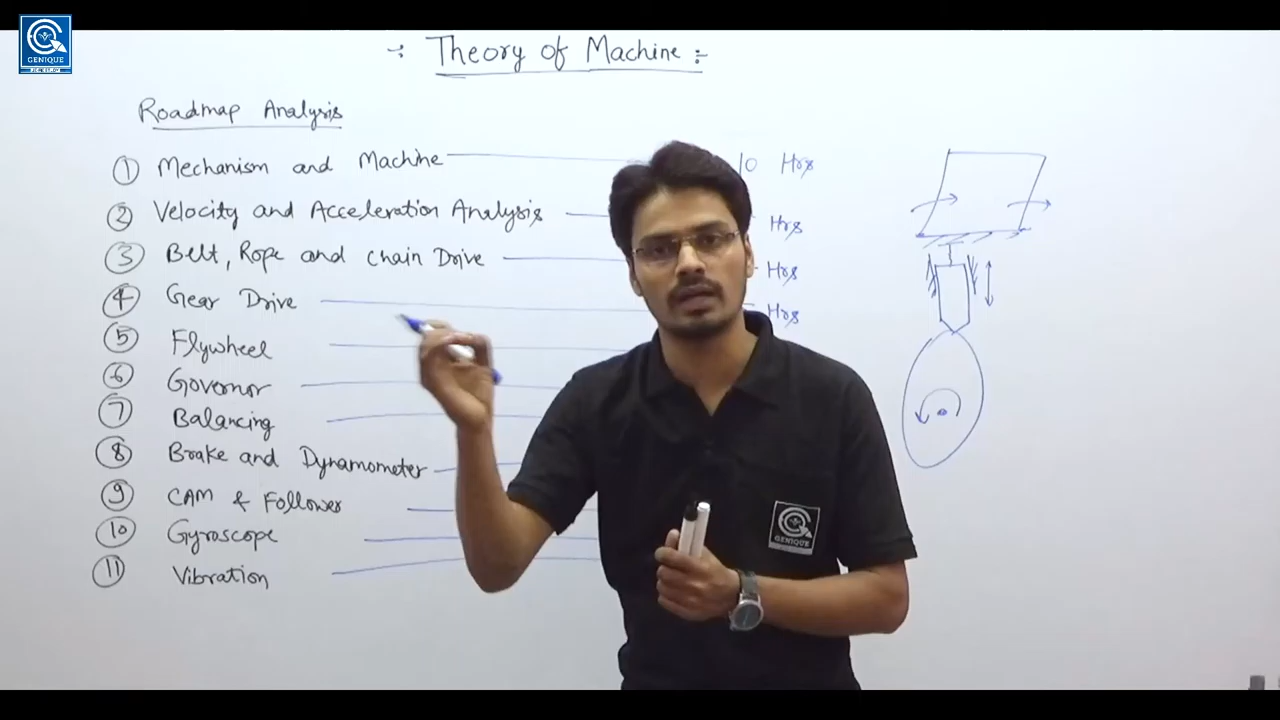 GENIQUE
-: Theory of Machine :-
Roadmap Analysis
① Mechanism and Machine 10 Hrs
② Velocity and Acceleration Analysis Hrs
③ Belt, Rope and chain Drive Hrs
④ Gear Drive Hrs
⑤ Flywheel
⑥ Governor
⑦ Balancing
⑧ Brake and Dynamometer
⑨ CAM & Follower
⑩ Gyroscope
⑪ Vibration
GENIQUE